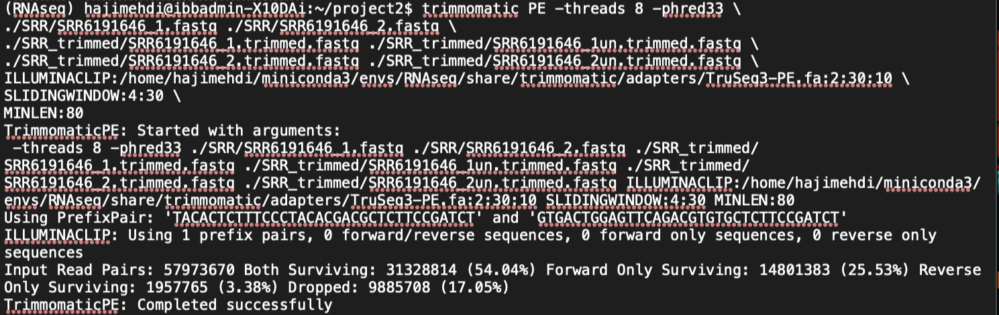 (RNAseq) hajimehdi@ibbadmin-X10DAi:~/project2$ trimmomatic PE -threads 8 -phred33 \
./SRR/SRR6191646_1.fastq ./SRR/SRR6191646_2.fastq \
./SRR_trimmed/SRR6191646_1.trimmed.fastq ./SRR_trimmed/SRR6191646_1un.trimmed.fastq \
./SRR_trimmed/SRR6191646_2.trimmed.fastq ./SRR_trimmed/SRR6191646_2un.trimmed.fastq \
ILLUMINACLIP:/home/hajimehdi/miniconda3/envs/RNAseq/share/trimmomatic/adapters/TruSeq3-PE.fa:2:30:10 \
SLIDINGWINDOW:4:30 \
MINLEN:80
TrimmomaticPE: Started with arguments:
 -threads 8 -phred33 ./SRR/SRR6191646_1.fastq ./SRR/SRR6191646_2.fastq ./SRR_trimmed/
SRR6191646_1.trimmed.fastq ./SRR_trimmed/SRR6191646_1un.trimmed.fastq ./SRR_trimmed/
SRR6191646_2.trimmed.fastq ./SRR_trimmed/SRR6191646_2un.trimmed.fastq ILLUMINACLIP:/home/hajimehdi/miniconda3/
envs/RNAseq/share/trimmomatic/adapters/TruSeq3-PE.fa:2:30:10 SLIDINGWINDOW:4:30 MINLEN:80
Using PrefixPair: 'TACACTCTTTCCCTACACGACGCTCTTCCGATCT' and 'GTGACTGGAGTTCAGACGTGTGCTCTTCCGATCT'
ILLUMINACLIP: Using 1 prefix pairs, 0 forward/reverse sequences, 0 forward only sequences, 0 reverse only
sequences
Input Read Pairs: 57973670 Both Surviving: 31328814 (54.04%) Forward Only Surviving: 14801383 (25.53%) Reverse
Only Surviving: 1957765 (3.38%) Dropped: 9885708 (17.05%)
TrimmomaticPE: Completed successfully